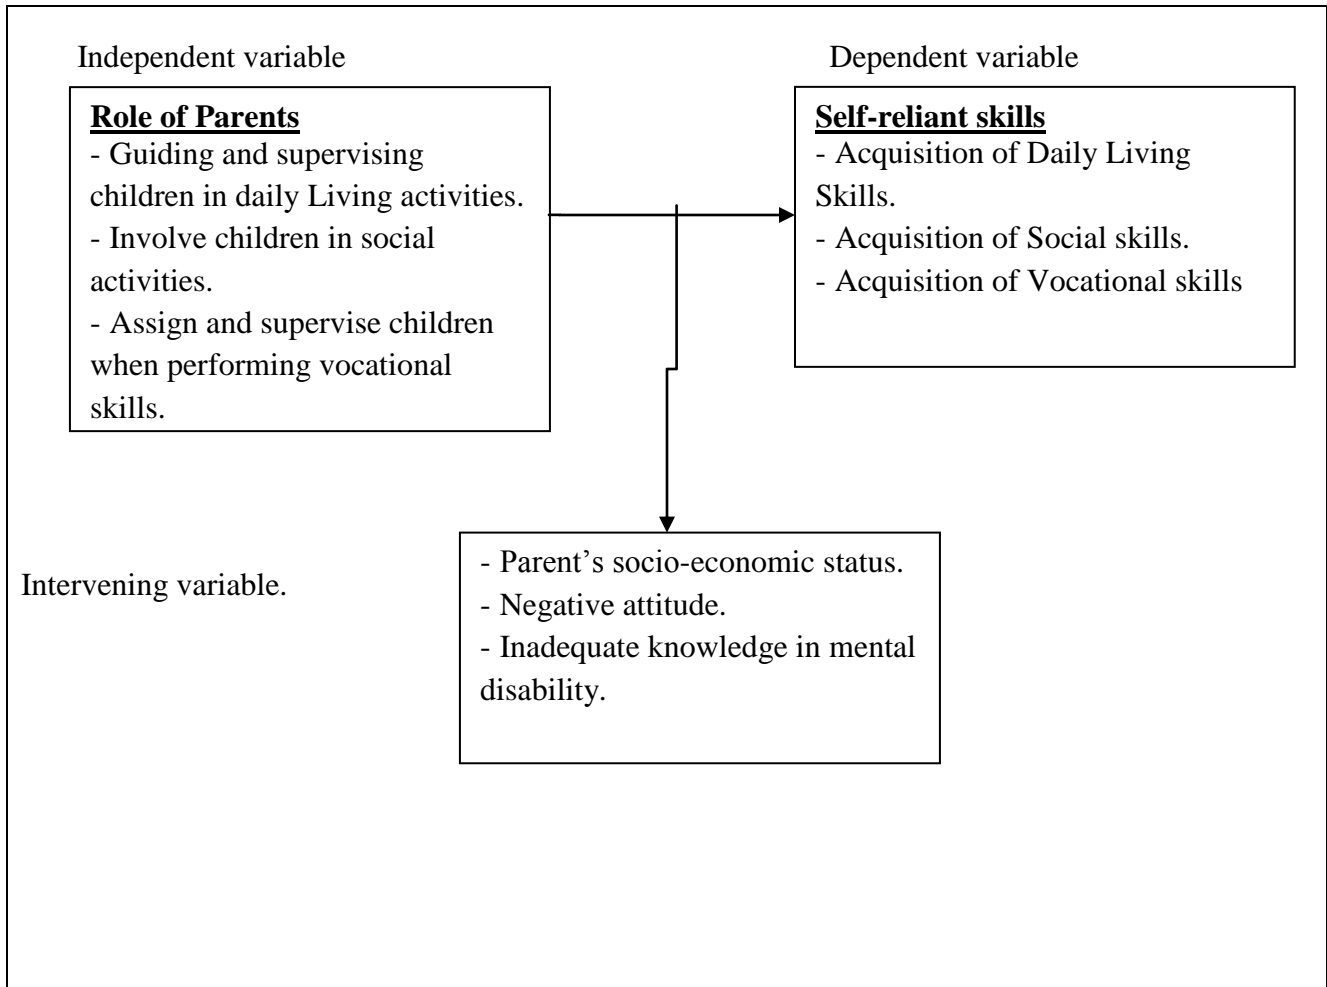 Independent variable
Dependent variable
Role of Parents
- Guiding and supervising
children in daily Living activities.
- Involve children in social
activities.
- Assign and supervise children
when performing vocational
skills.
Self-reliant skills
- Acquisition of Daily Living
Skills.
- Acquisition of Social skills.
- Acquisition of Vocational skills
Intervening variable.
- Parent’s socio-economic status.
- Negative attitude.
- Inadequate knowledge in mental
disability.